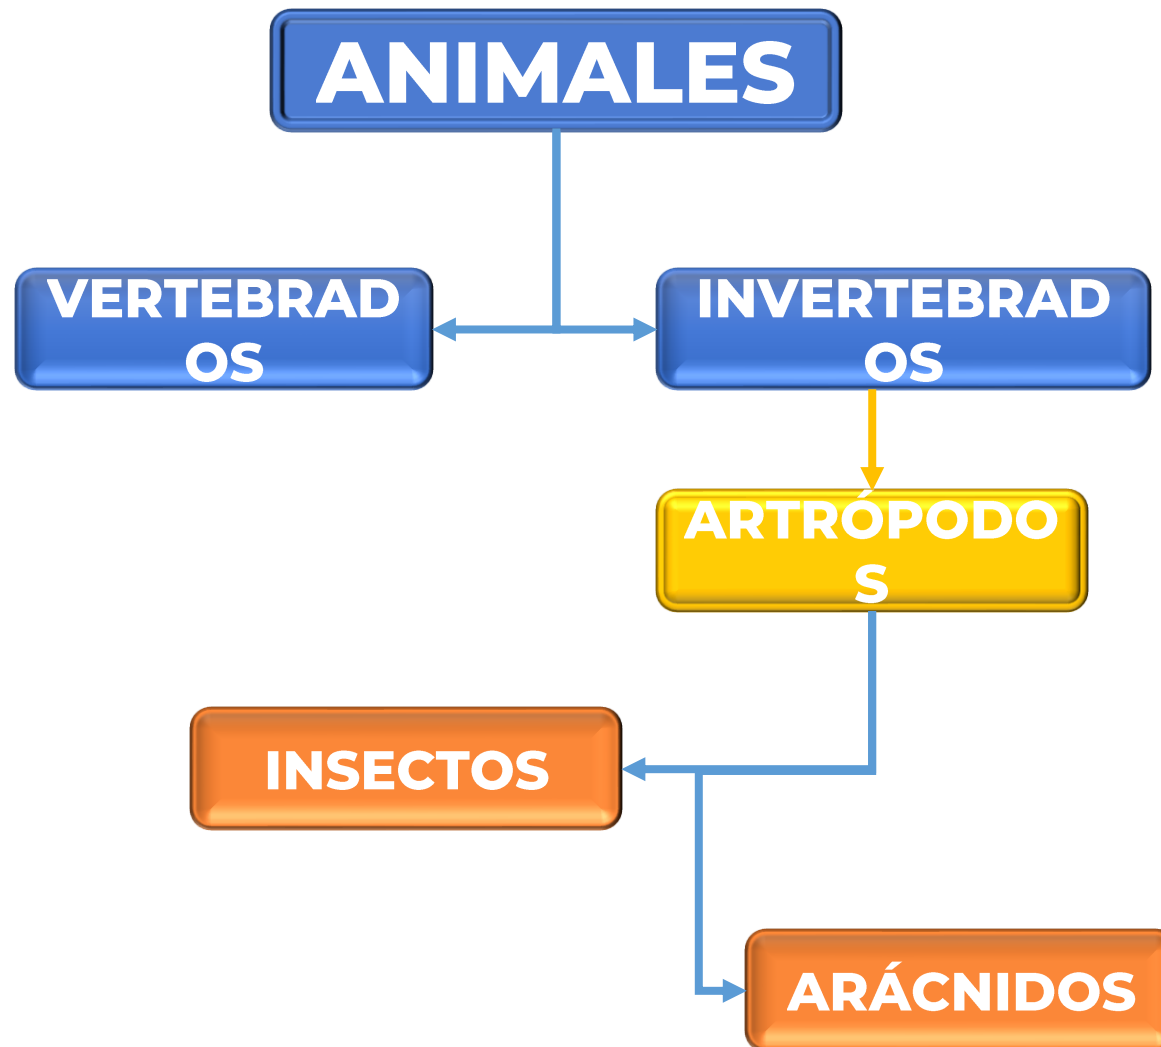 ANIMALES
VERTEBRAD
OS
INVERTEBRAD
OS
ARTRÓPODO
S
INSECTOS
ARÁCNIDOS